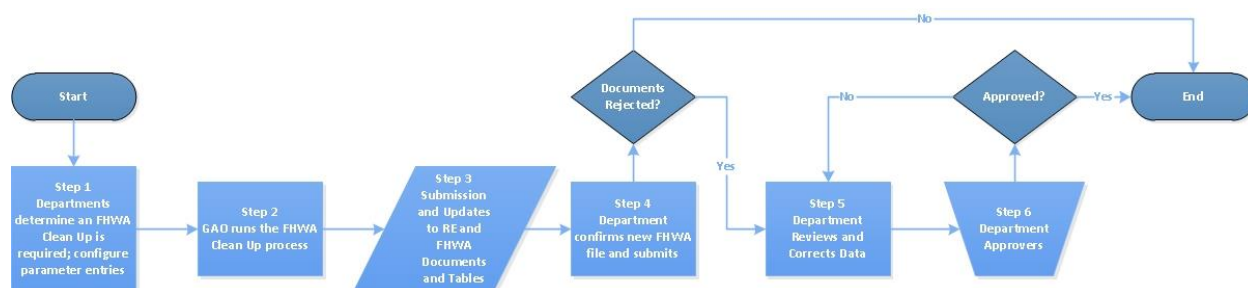 Start
Step 1
Departments
determine an FHWA
Clean Up is
required; configure
parameter entries
Step 2
GAO runs the FHWA
Clean Up process
Step 3
Submission
and Updates
to RE and
FHWA
Documents
and Tables
Step 4
Department
confirms new FHWA
file and submits
Documents
Rejected?
No
Yes
Step 5
Department
Reviews and
Corrects Data
Step 6
Department
Approvers
Approved?
No
Yes
End